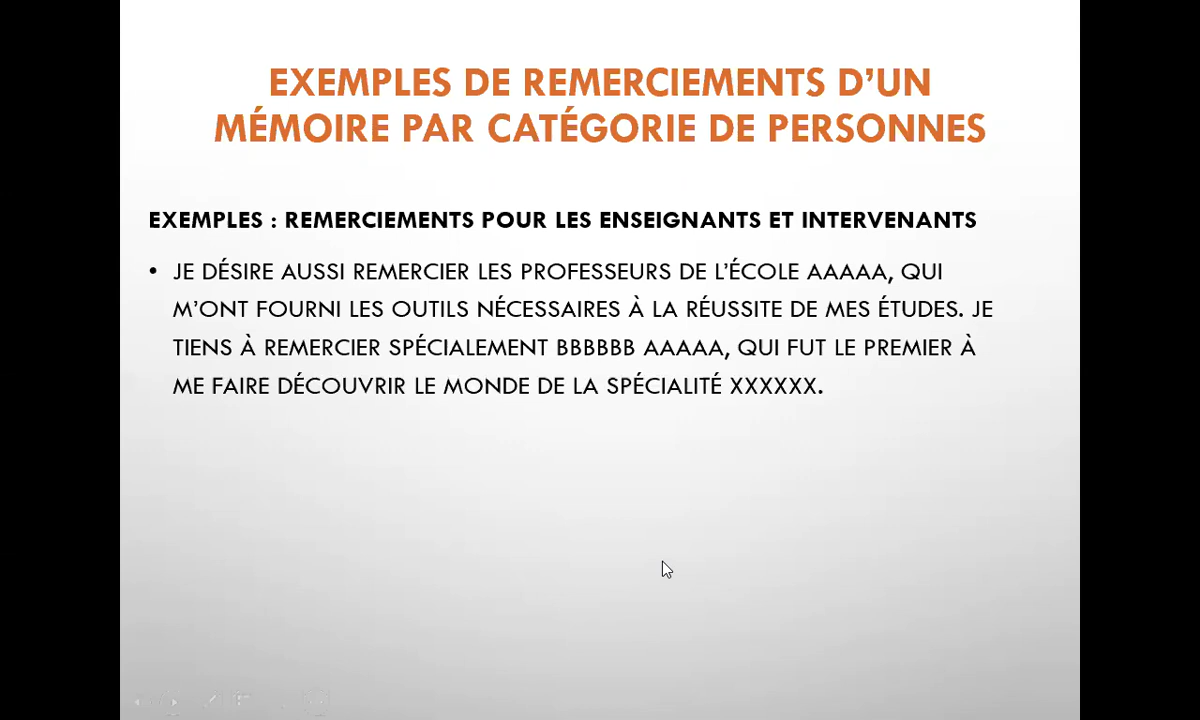 EXEMPLES DE REMERCIEMENTS D’UN
MÉMOIRE PAR CATÉGORIE DE PERSONNES
EXEMPLES : REMERCIEMENTS POUR LES ENSEIGNANTS ET INTERVENANTS
• JE DÉSIRE AUSSI REMERCIER LES PROFESSEURS DE L’ÉCOLE AAAAA, QUI
M’ONT FOURNI LES OUTILS NÉCESSAIRES À LA RÉUSSITE DE MES ÉTUDES. JE
TIENS À REMERCIER SPÉCIALEMENT BBBBBB AAAAA, QUI FUT LE PREMIER À
ME FAIRE DÉCOUVRIR LE MONDE DE LA SPÉCIALITÉ XXXXXX.